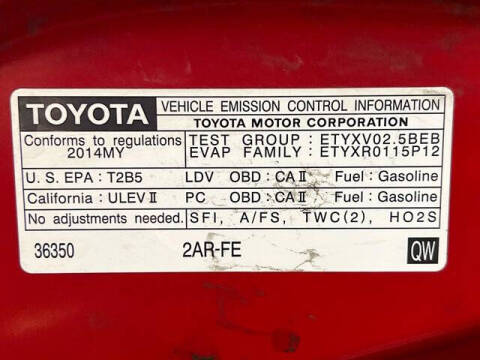 TOYOTA VEHICLE EMISSION CONTROL INFORMATION
TOYOTA MOTOR CORPORATION
Conforms to regulations TEST GROUP : ETYXV02.5BEB
2014MY EVAP FAMILY : ETYXR0115P12
U.S. EPA : T2B5 LDV OBD : CA II Fuel : Gasoline
California : ULEV II PC OBD : CA II Fuel : Gasoline
No adjustments needed. SFI, A/FS, TWC(2), HO2S
36350 2AR-FE QW